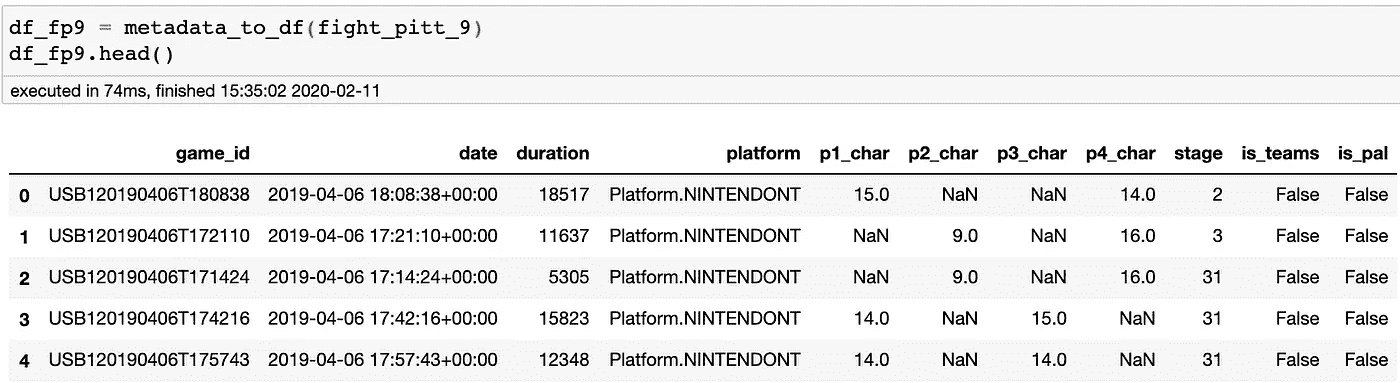 df_fp9 = metadata_to_df(fight_pitt_9)
df_fp9.head()
executed in 74ms, finished 15:35:02 2020-02-11
game_id date duration platform p1_char p2_char p3_char p4_char stage is_teams is_pal
0 USB120190406T180838 2019-04-06 18:08:38+00:00 18517 Platform.NINTENDONT 15.0 NaN NaN 14.0 2 False False
1 USB120190406T172110 2019-04-06 17:21:10+00:00 11637 Platform.NINTENDONT NaN 9.0 NaN 16.0 3 False False
2 USB120190406T171424 2019-04-06 17:14:24+00:00 5305 Platform.NINTENDONT NaN 9.0 NaN 16.0 31 False False
3 USB120190406T174216 2019-04-06 17:42:16+00:00 15823 Platform.NINTENDONT 14.0 NaN 15.0 NaN 31 False False
4 USB120190406T175743 2019-04-06 17:57:43+00:00 12348 Platform.NINTENDONT 14.0 NaN 14.0 NaN 31 False False